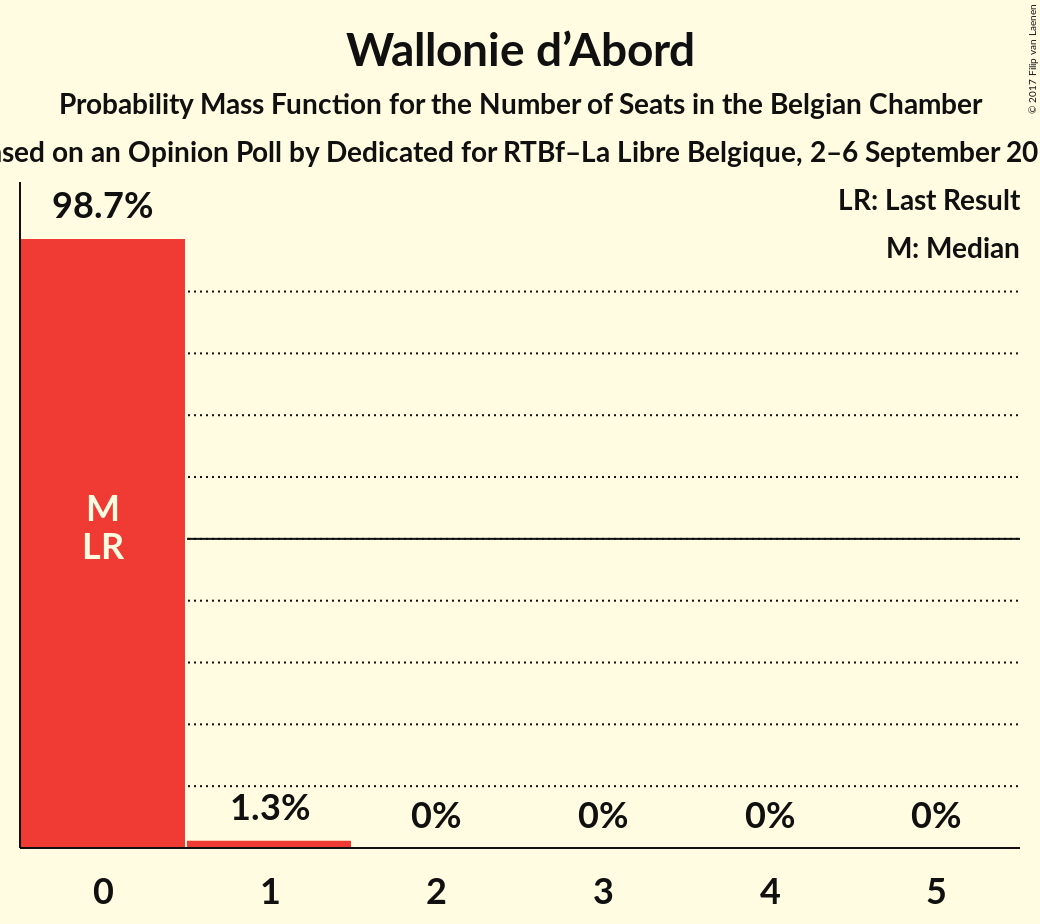 Wallonie d’Abord
Probability Mass Function for the Number of Seats in the Belgian Chamber
on an Opinion Poll by Dedicated for RTBf–La Libre Belgique, 2–6 September
© 2017 Filip van Laenen
LR: Last Result
M: Median
98.7%
M
LR
1.3%
0%
0%
0%
0%
0
1
2
3
4
5